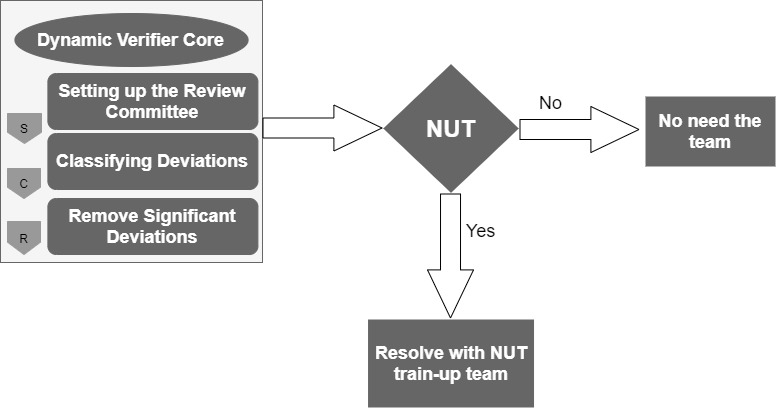 Dynamic Verifier Core
Setting up the Review
Committee
S
Classifying Deviations
C
Remove Significant
Deviations
R
NUT
No
No need the
team
Yes
Resolve with NUT
train-up team